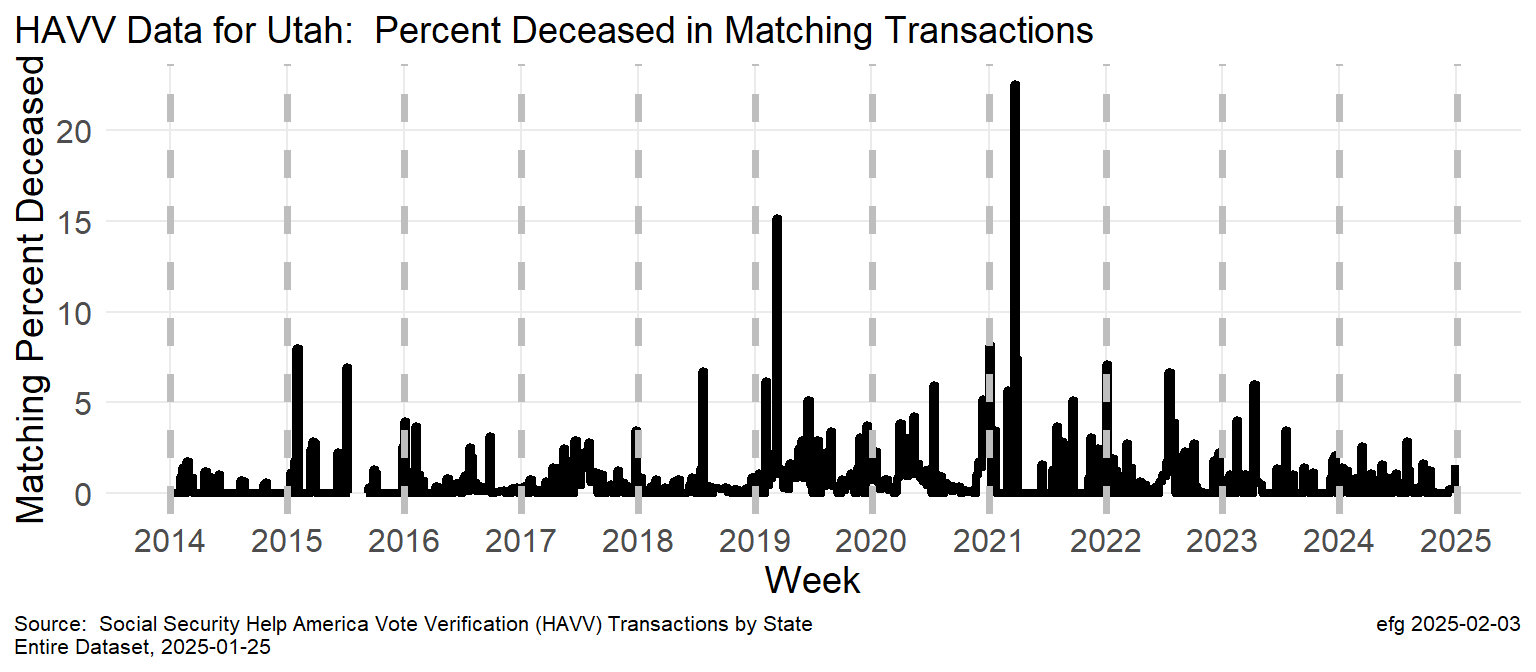 HAVV Data for Utah:  Percent Deceased in Matching Transactions
Matching Percent Deceased
20
15
10
5
0
2014 2015 2016 2017 2018 2019 2020 2021 2022 2023 2024 2025
Week
Source:  Social Security Help America Vote Verification (HAVV) Transactions by State
efg 2025-02-03
Entire Dataset, 2025-01-25